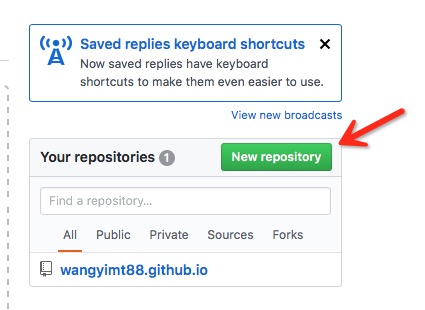 Saved replies keyboard shortcuts
Now saved replies have keyboard
shortcuts to make them even easier to use.
View new broadcasts
Your repositories 1
New repository
Find a repository...
All Public Private Sources Forks
wangyimt88.github.io